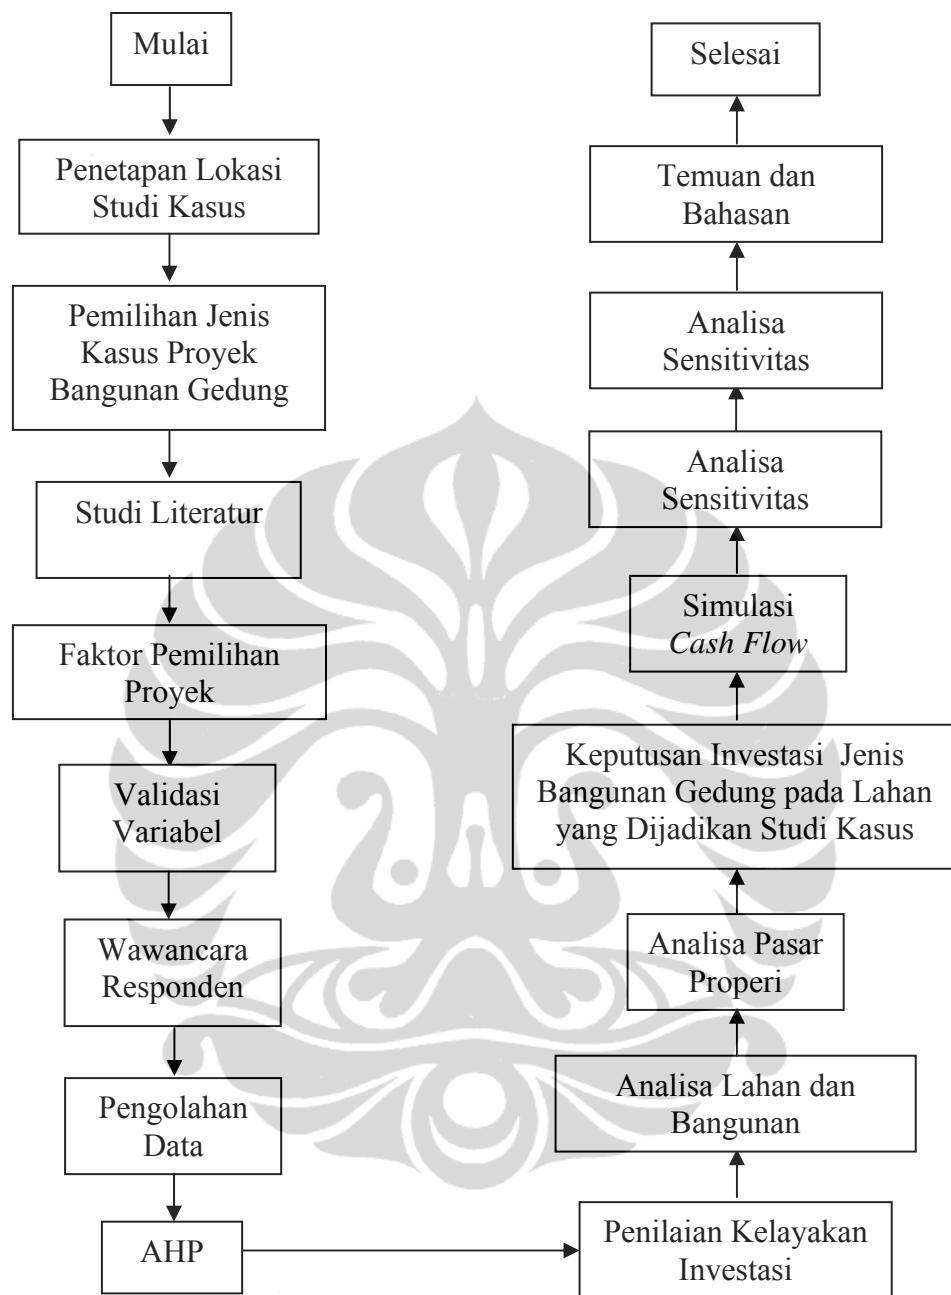 Mulai
Penetapan Lokasi
Studi Kasus
Pemilihan Jenis
Kasus Proyek
Bangunan Gedung
Studi Literatur
Faktor Pemilihan
Proyek
Validasi
Variabel
Wawancara
Responden
Pengolahan
Data
AHP
Penilaian Kelayakan
Investasi
Analisa Lahan dan
Bangunan
Analisa Pasar
Properi
Keputusan Investasi Jenis
Bangunan Gedung pada Lahan
yang Dijadikan Studi Kasus
Simulasi
Cash Flow
Analisa
Sensitivitas
Analisa
Sensitivitas
Temuan dan
Bahasan
Selesai